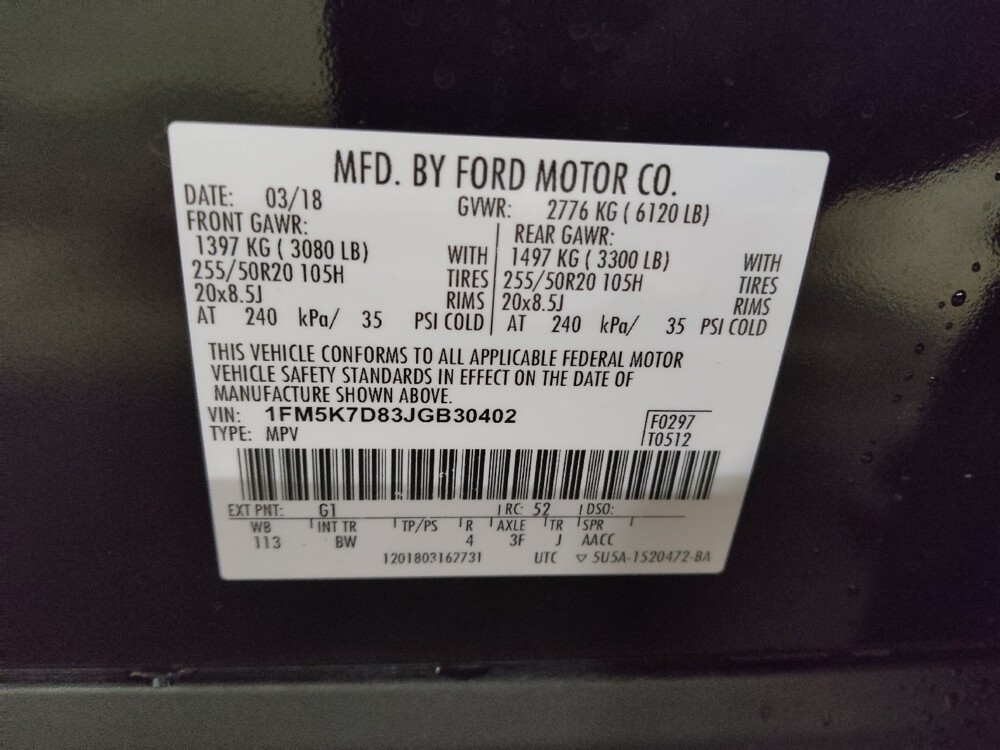 MFD. BY FORD MOTOR CO.
DATE: 03/18 GVWR: 2776 KG ( 6120 LB)
FRONT GAWR: REAR GAWR:
1397 KG ( 3080 LB) WITH 1497 KG ( 3300 LB) WITH
255/50R20 105H TIRES 255/50R20 105H TIRES
20x8.5J RIMS 20x8.5J RIMS
AT 240 kPa/ 35 PSI COLD AT 240 kPa/ 35 PSI COLD
THIS VEHICLE CONFORMS TO ALL APPLICABLE FEDERAL MOTOR
VEHICLE SAFETY STANDARDS IN EFFECT ON THE DATE OF
MANUFACTURE SHOWN ABOVE.
VIN: 1FM5K7D83JGB30402 F0297
TYPE: MPV T0512
EXT PNT: G1 RC: 52 DSO:
WB INT TR TP/PS R AXLE TR SPR
113 BW 4 3F J AACC
1201803162731 UTC ▽ 5U5A-1520472-BA